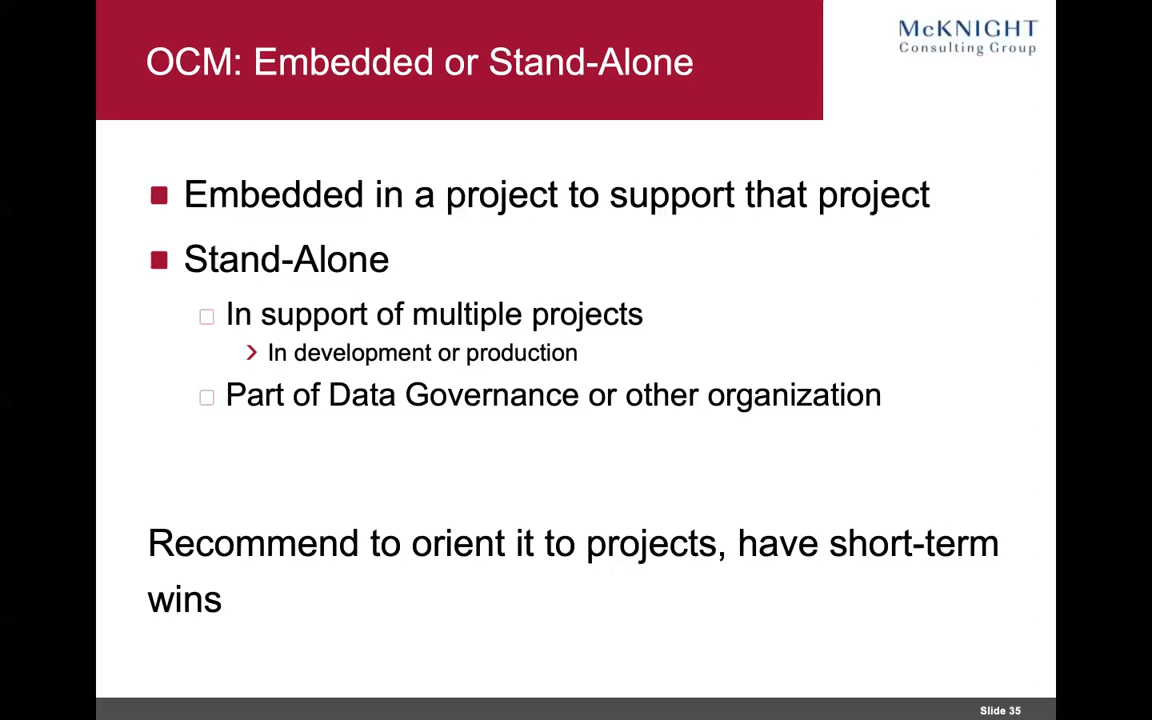 OCM: Embedded or Stand-Alone
McKNIGHT
Consulting Group
Embedded in a project to support that project
Stand-Alone
In support of multiple projects
In development or production
Part of Data Governance or other organization
Recommend to orient it to projects, have short-term
wins
Slide 35